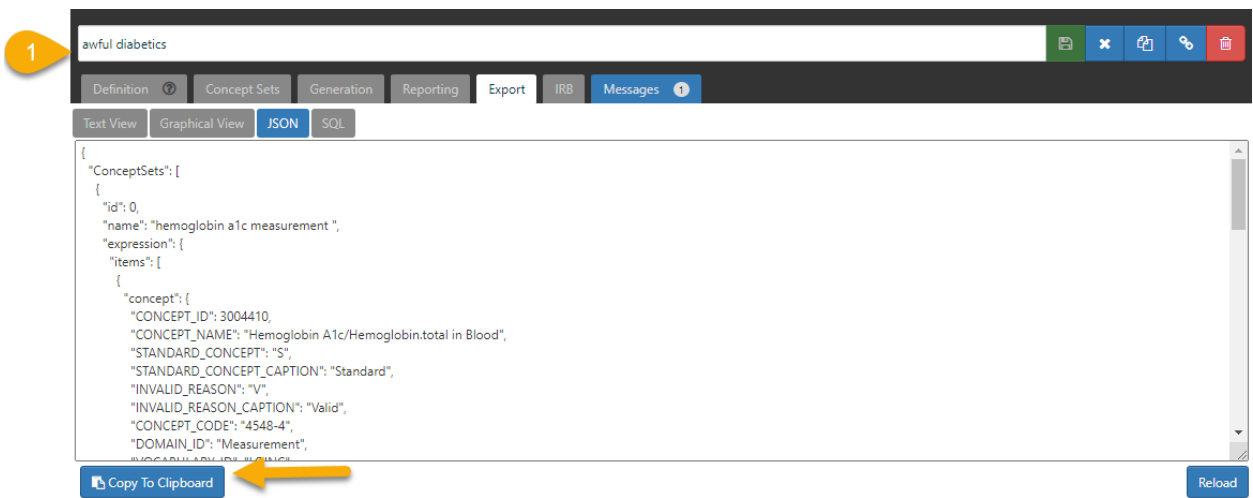 1
awful diabetics
Definition Concept Sets Generation Reporting Export IRB Messages 1
Text View Graphical View JSON SQL
{
"ConceptSets": [
{
"id": 0,
"name": "hemoglobin a1c measurement ",
"expression": {
"items": [
{
"concept": {
"CONCEPT_ID": 3004410,
"CONCEPT_NAME": "Hemoglobin A1c/Hemoglobin.total in Blood",
"STANDARD_CONCEPT": "S",
"STANDARD_CONCEPT_CAPTION": "Standard",
"INVALID_REASON": "V",
"INVALID_REASON_CAPTION": "Valid",
"CONCEPT_CODE": "4548-4",
"DOMAIN_ID": "Measurement",
Copy To Clipboard Reload